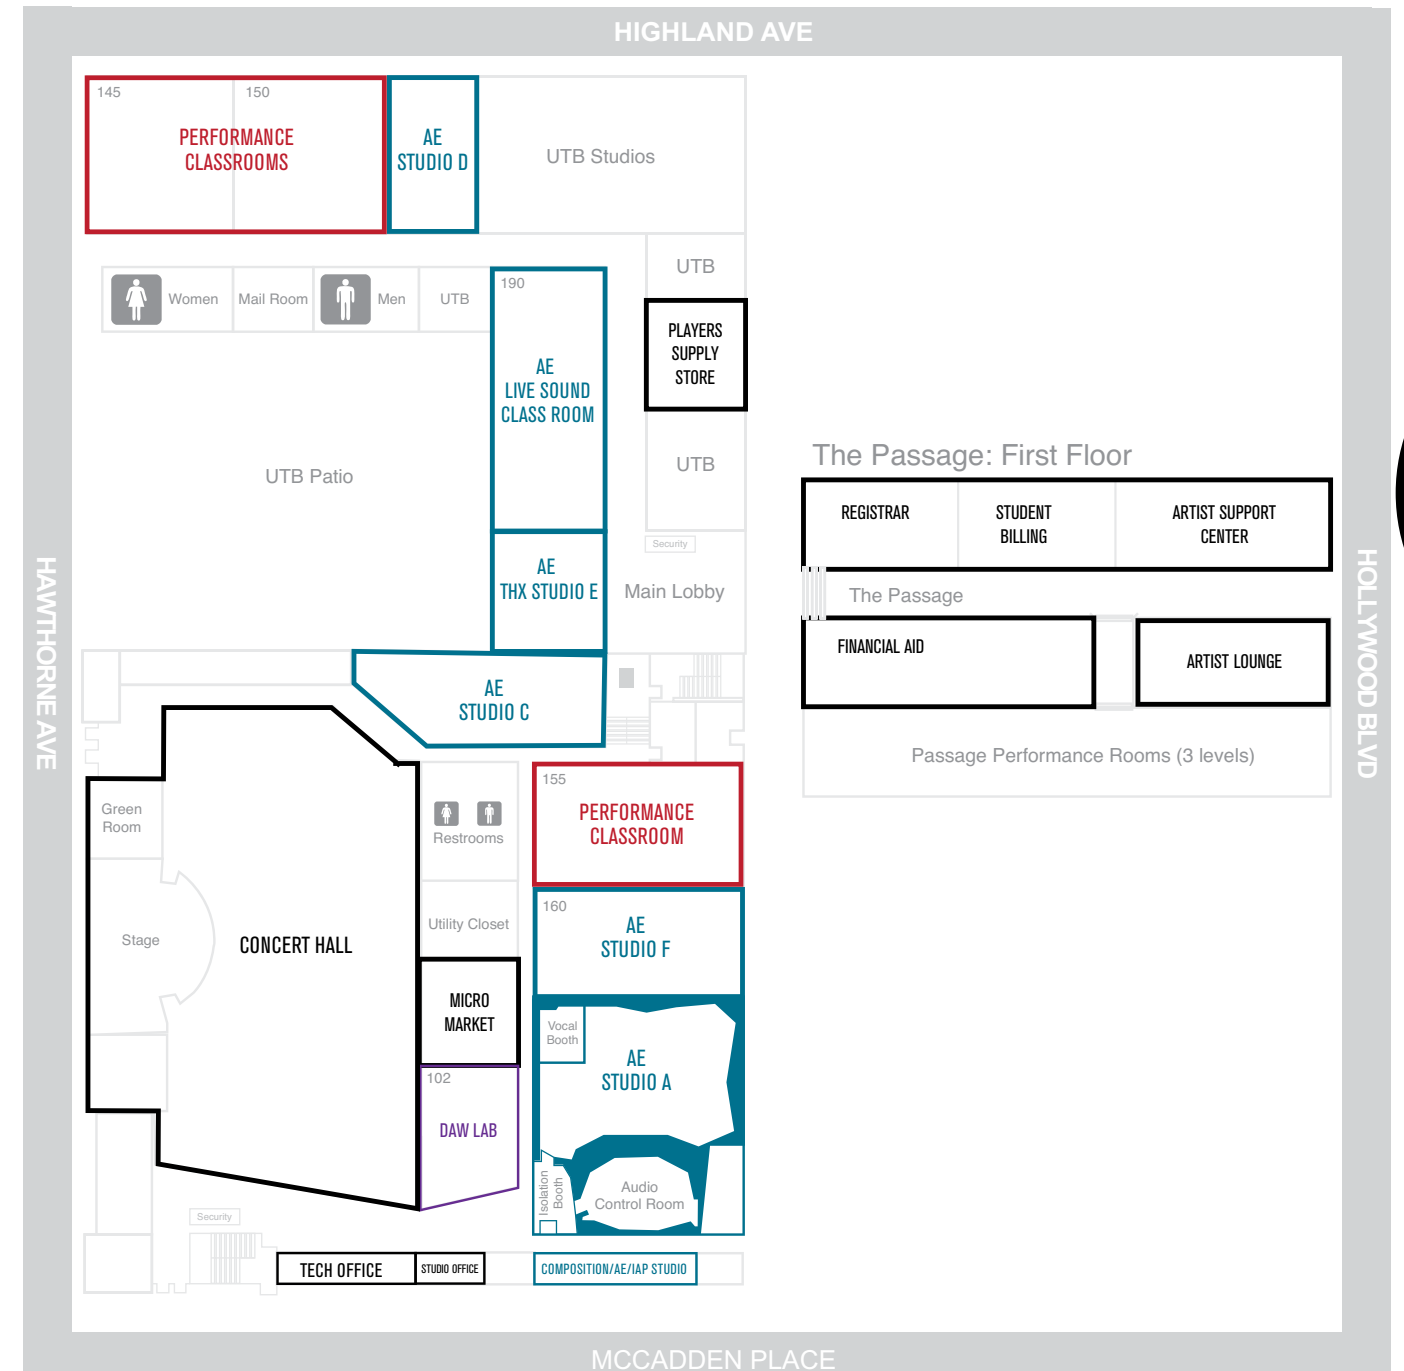 HIGHLAND AVE
145
150
PERFORMANCE
CLASSROOMS
AE
STUDIO D
UTB Studios
Women
Mail Room
Men
UTB
190
AE
LIVE SOUND
CLASS ROOM
UTB
PLAYERS
SUPPLY
STORE
UTB
UTB Patio
Security
AE
THX STUDIO E
Main Lobby
AE
STUDIO C
The Passage: First Floor
REGISTRAR
STUDENT
BILLING
ARTIST SUPPORT
CENTER
The Passage
FINANCIAL AID
ARTIST LOUNGE
Passage Performance Rooms (3 levels)
HAWTHORNE AVE
HOLLYWOOD BLVD
Green
Room
Stage
CONCERT HALL
Restrooms
Utility Closet
MICRO
MARKET
102
DAW LAB
155
PERFORMANCE
CLASSROOM
160
AE
STUDIO F
Vocal
Booth
AE
STUDIO A
Isolation
Booth
Audio
Control Room
Security
TECH OFFICE
STUDIO OFFICE
COMPOSITION/AE/IAP STUDIO
MCCADDEN PLACE